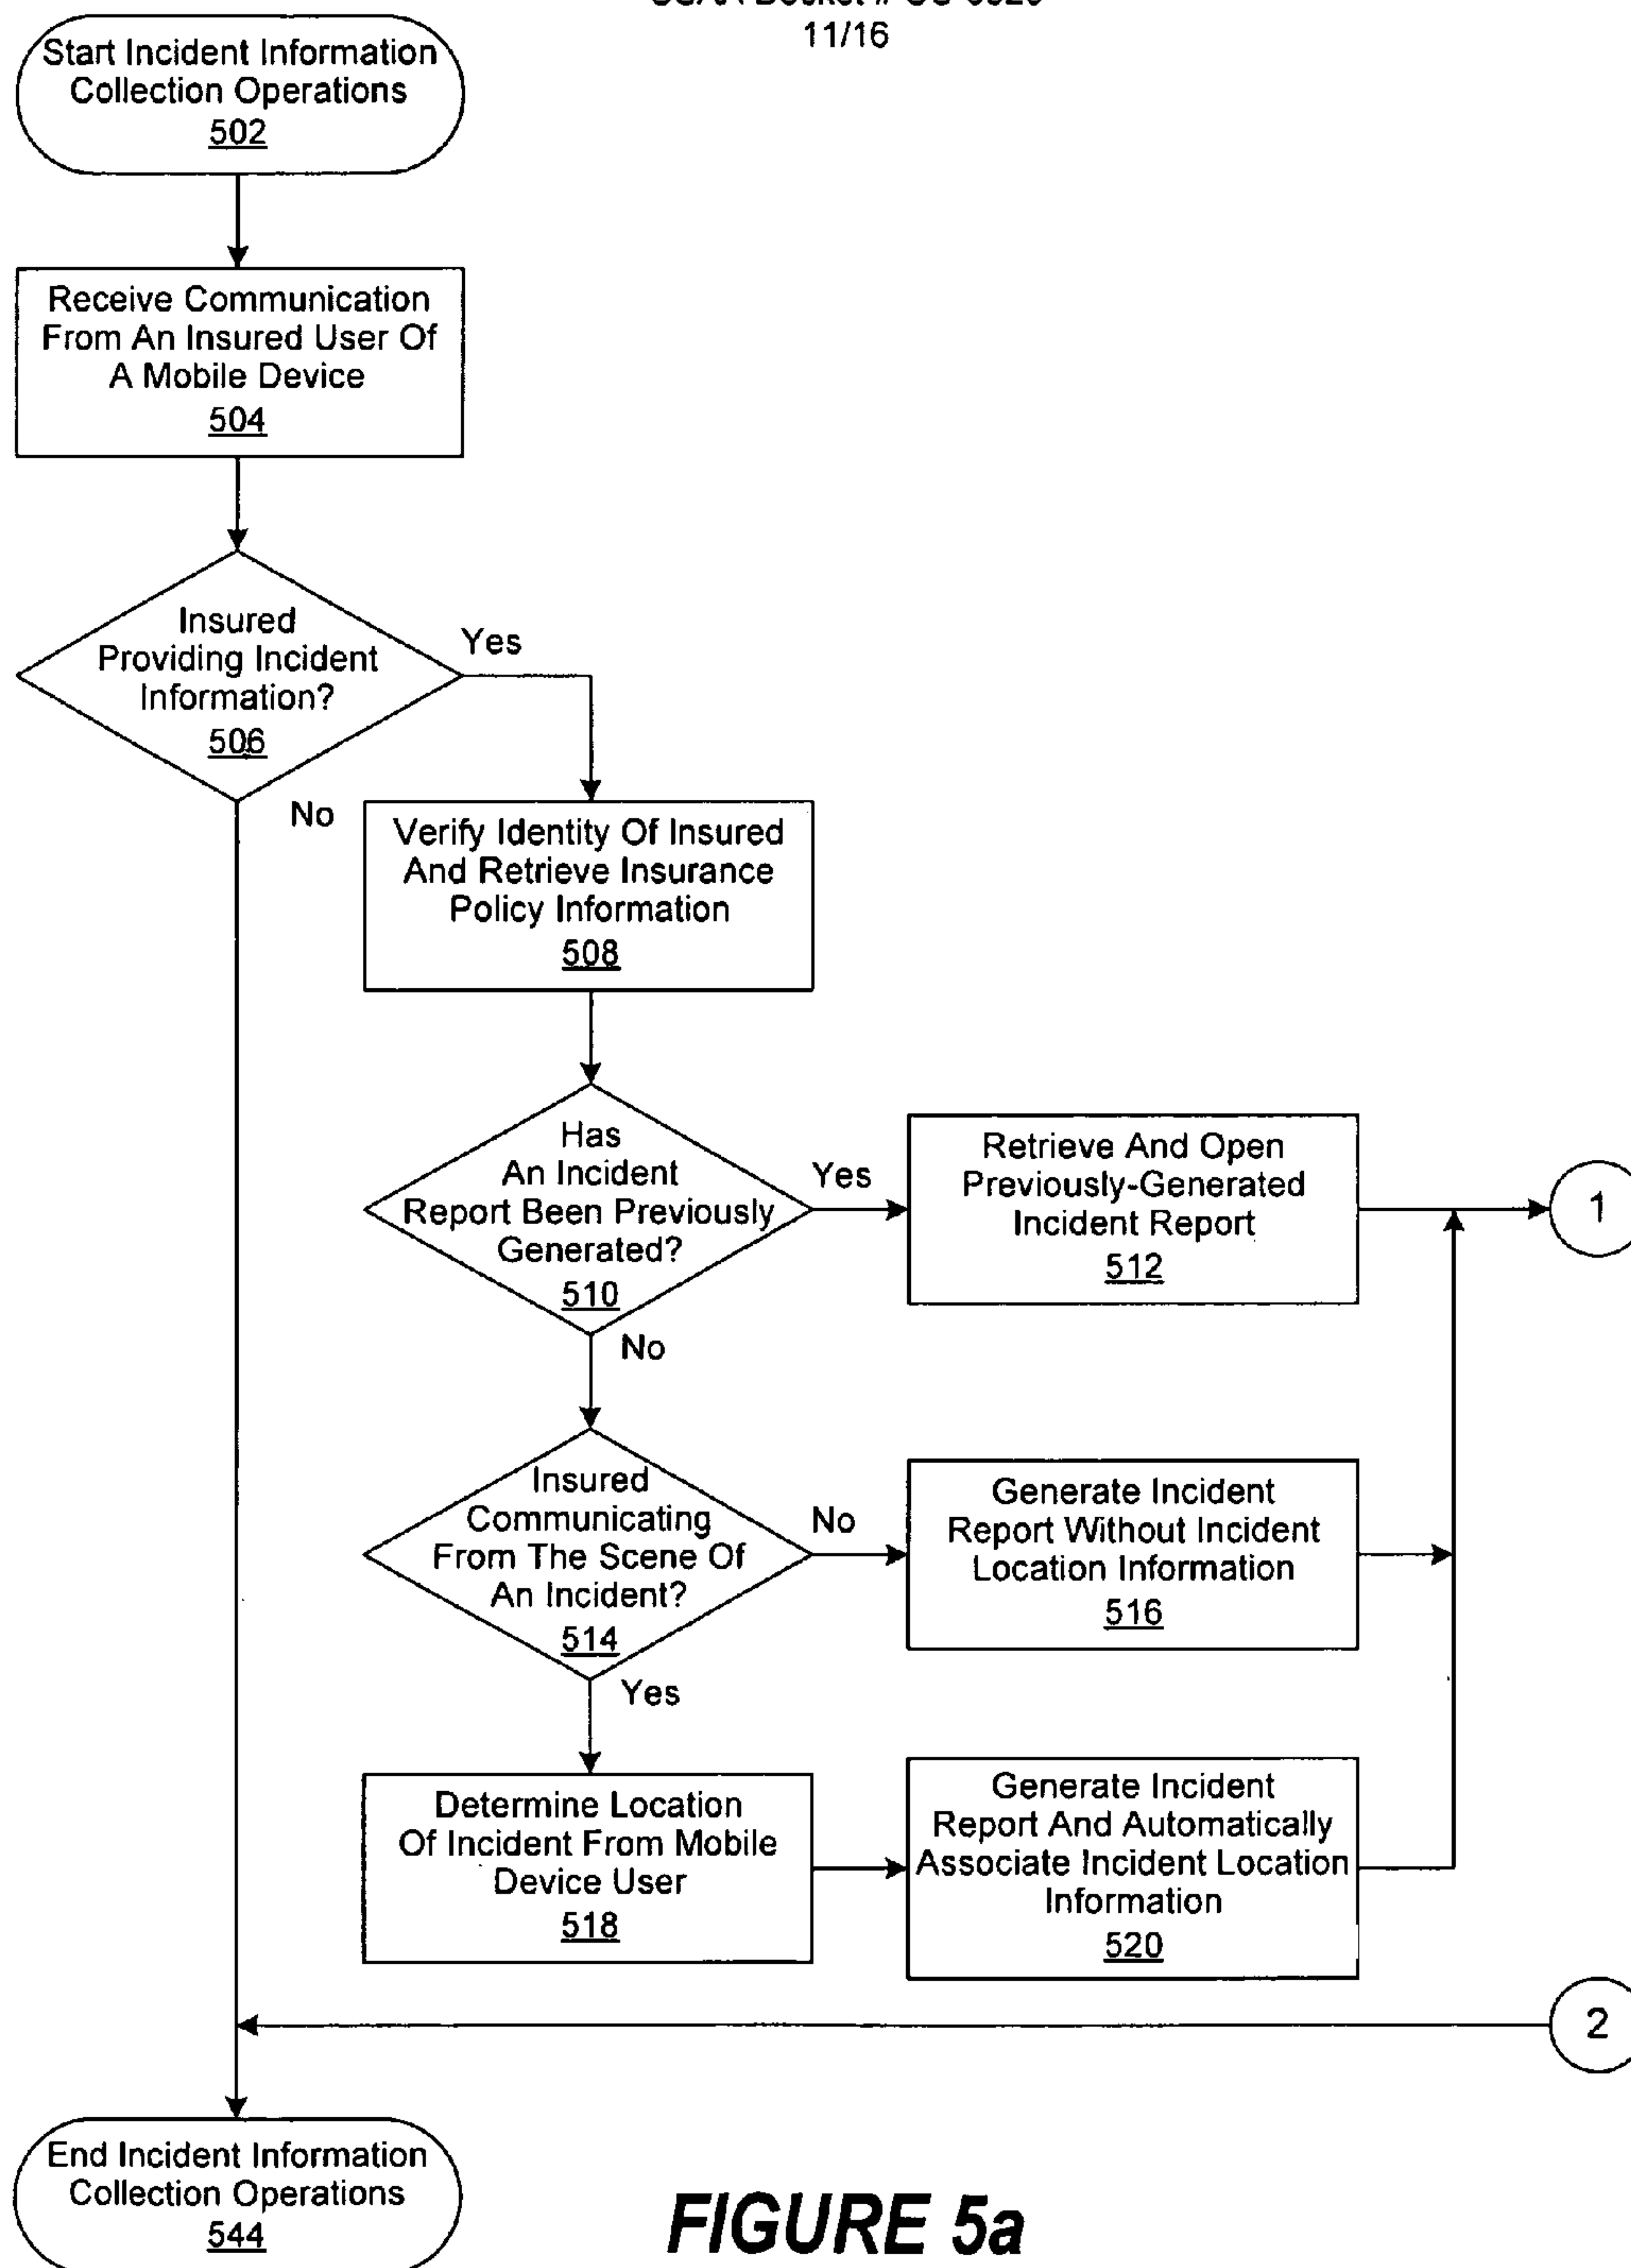 11/16
Start Incident Information
Collection Operations
502
Receive Communication
From An Insured User Of
A Mobile Device
504
Insured
Providing Incident
Information?
506
Yes
No
Verify Identity Of Insured
And Retrieve Insurance
Policy Information
508
Has
An Incident
Report Been Previously
Generated?
510
Yes
No
Retrieve And Open
Previously-Generated
Incident Report
512
1
Insured
Communicating
From The Scene Of
An Incident?
514
No
Yes
Generate Incident
Report Without Incident
Location Information
516
Determine Location
Of Incident From Mobile
Device User
518
Generate Incident
Report And Automatically
Associate Incident Location
Information
520
2
End Incident Information
Collection Operations
544
FIGURE 5a